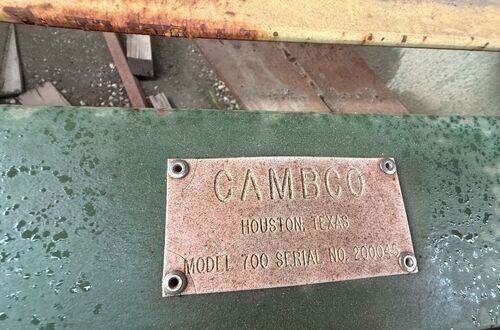 CAMBCO
HOUSTON, TEXAS
MODEL 700 SERIAL NO. 200045